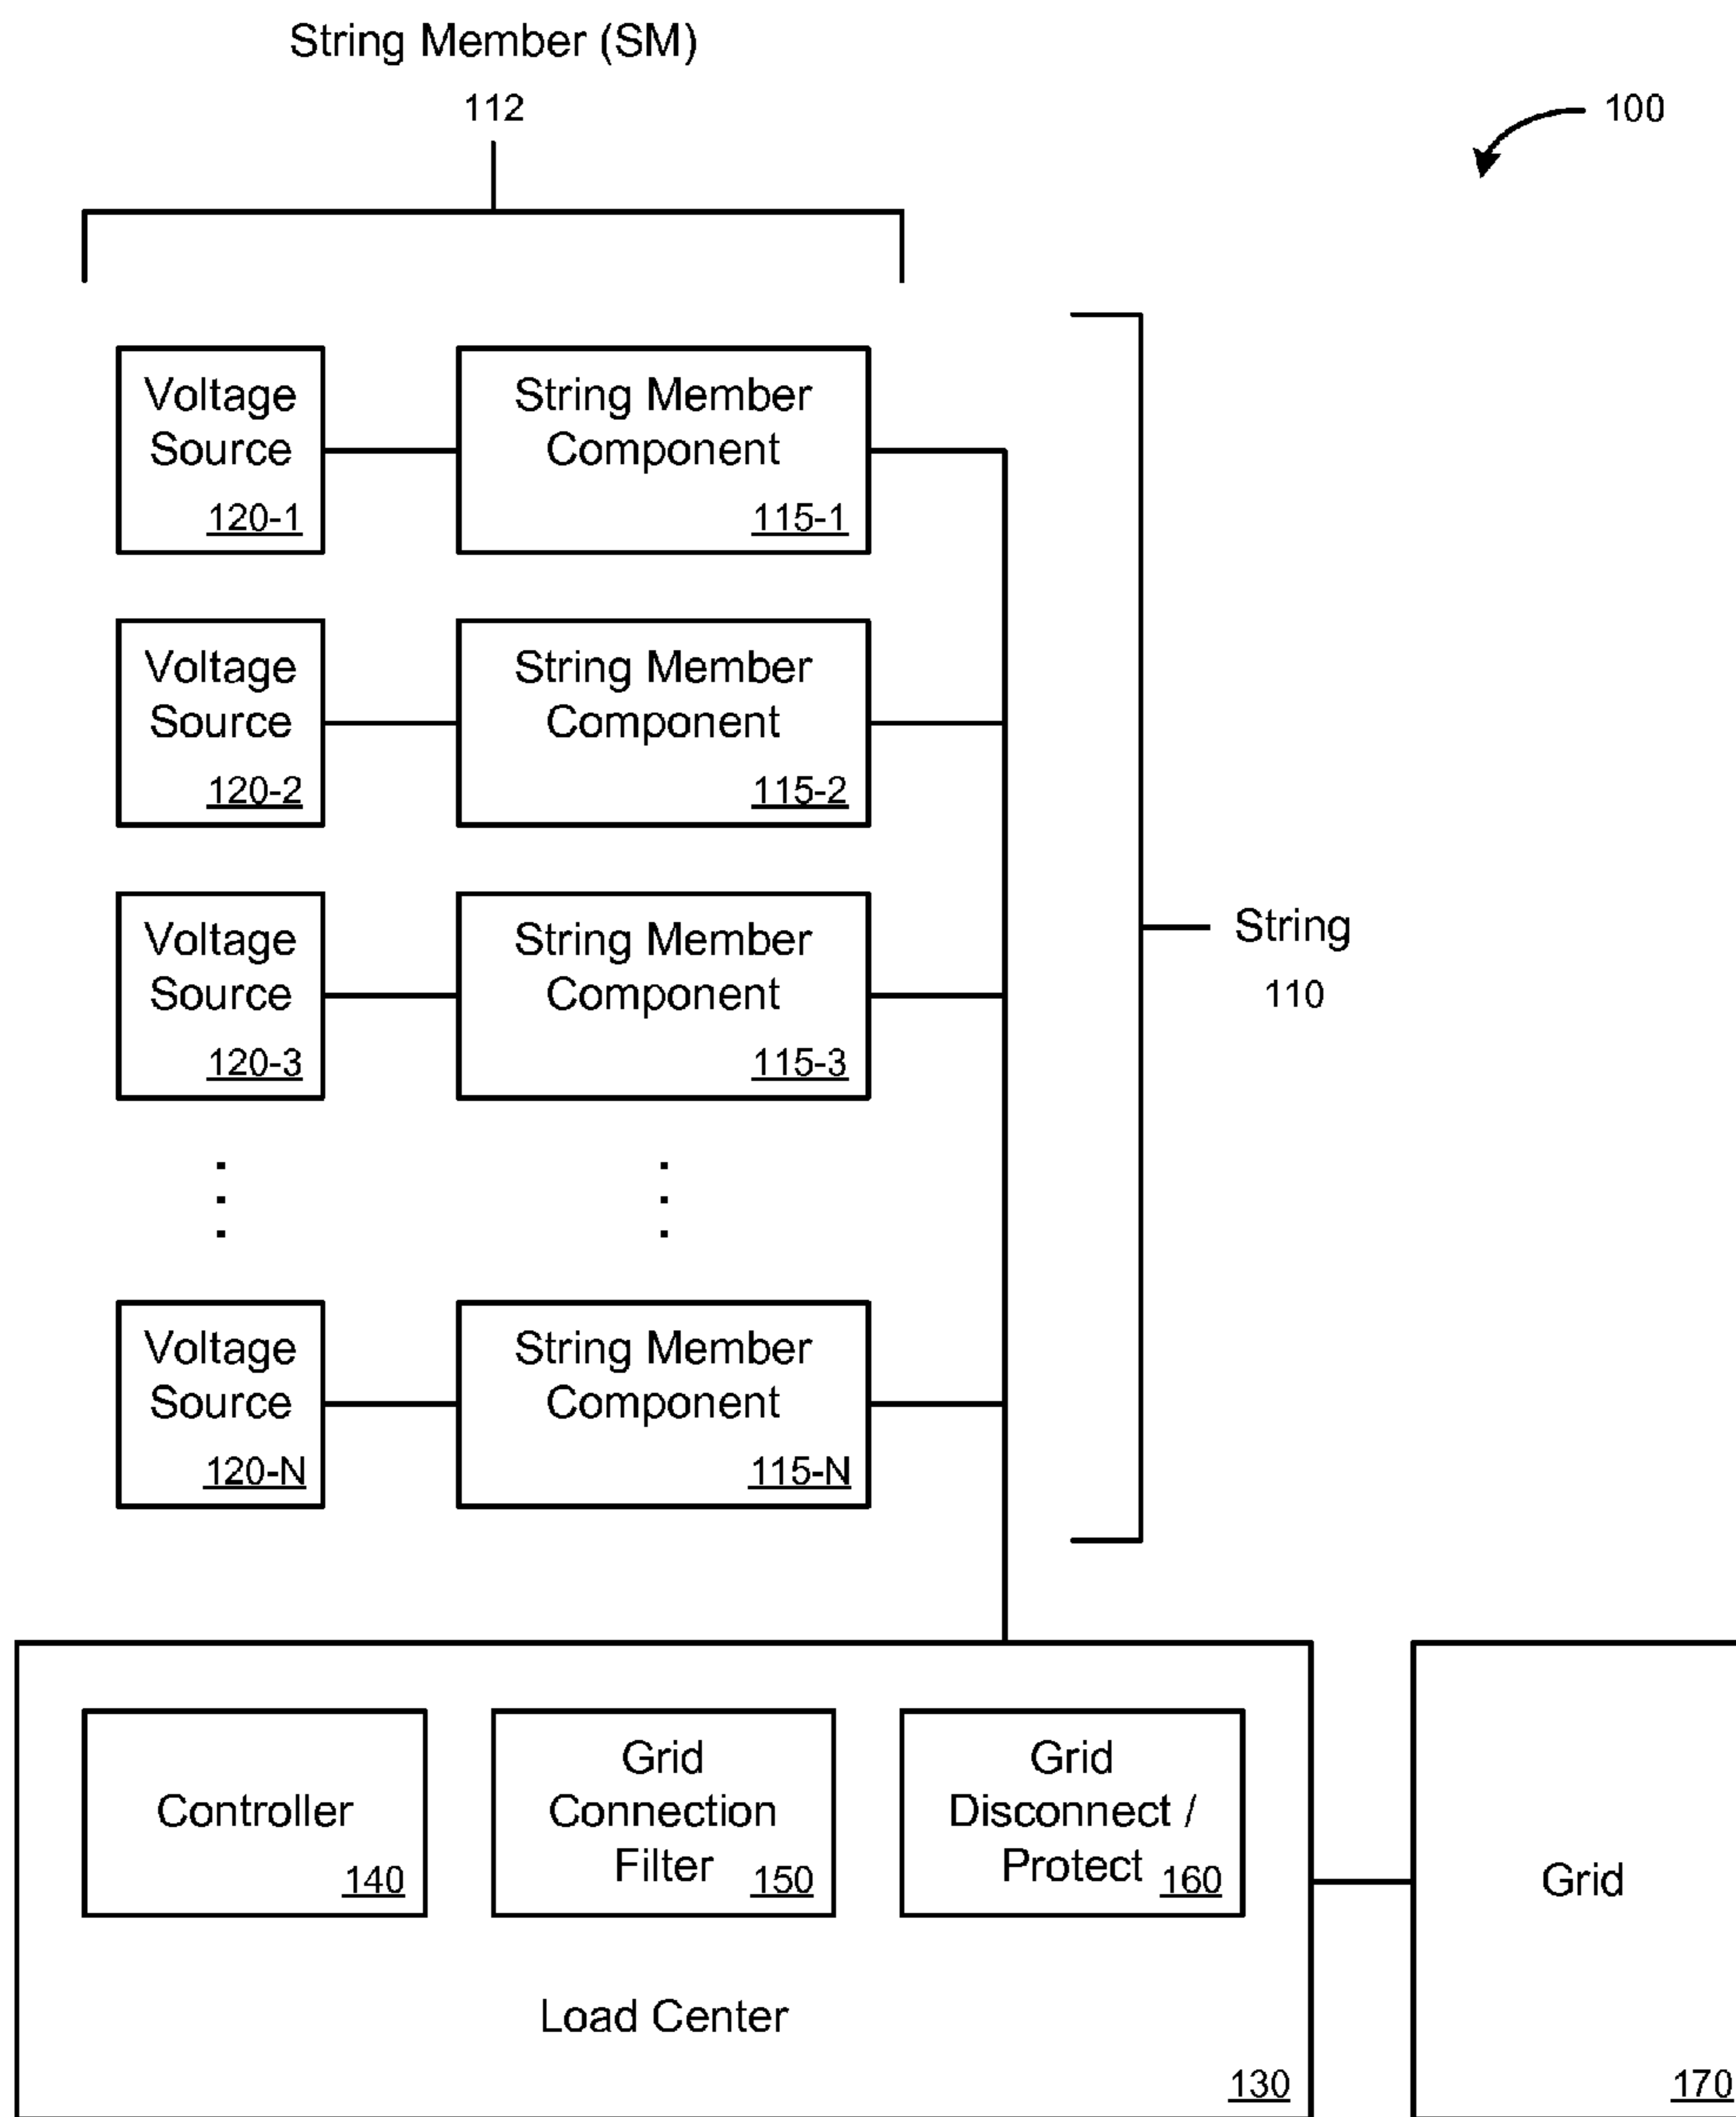 String Member (SM)
112
100
Voltage
Source
120-1
String Member
Component
115-1
Voltage
Source
120-2
String Member
Component
115-2
Voltage
Source
120-3
String Member
Component
115-3
String
110
Voltage
Source
120-N
String Member
Component
115-N
Controller
140
Grid
Connection
Filter
150
Grid
Disconnect /
Protect
160
Load Center
130
Grid
170